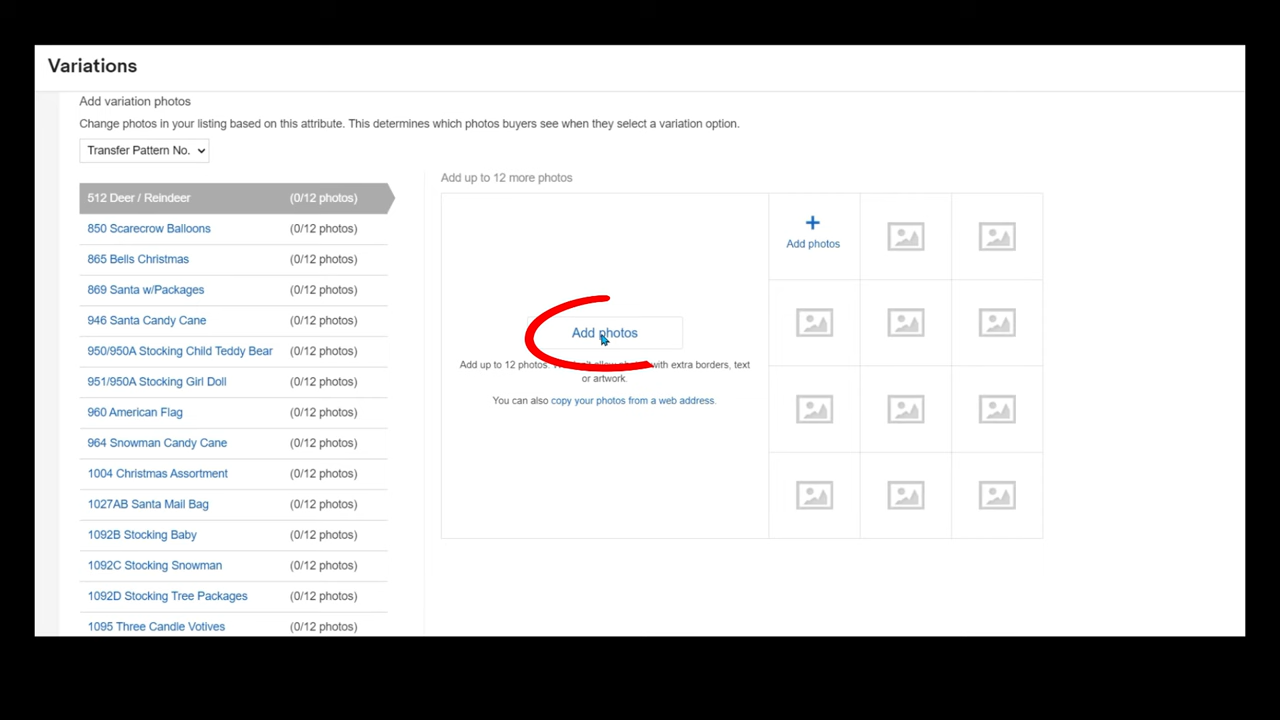 Variations
Add variation photos
Change photos in your listing based on this attribute. This determines which photos buyers see when they select a variation option.
Transfer Pattern No.
512 Deer / Reindeer (0/12 photos)
850 Scarecrow Balloons (0/12 photos)
865 Bells Christmas (0/12 photos)
869 Santa w/Packages (0/12 photos)
946 Santa Candy Cane (0/12 photos)
950/950A Stocking Child Teddy Bear (0/12 photos)
951/950A Stocking Girl Doll (0/12 photos)
960 American Flag (0/12 photos)
964 Snowman Candy Cane (0/12 photos)
1004 Christmas Assortment (0/12 photos)
1027AB Santa Mail Bag (0/12 photos)
1092B Stocking Baby (0/12 photos)
1092C Stocking Snowman (0/12 photos)
1092D Stocking Tree Packages (0/12 photos)
1095 Three Candle Votives (0/12 photos)
Add up to 12 more photos
Add photos
Add up to 12 photos. with extra borders, text
or artwork.
You can also copy your photos from a web address.
+
Add photos